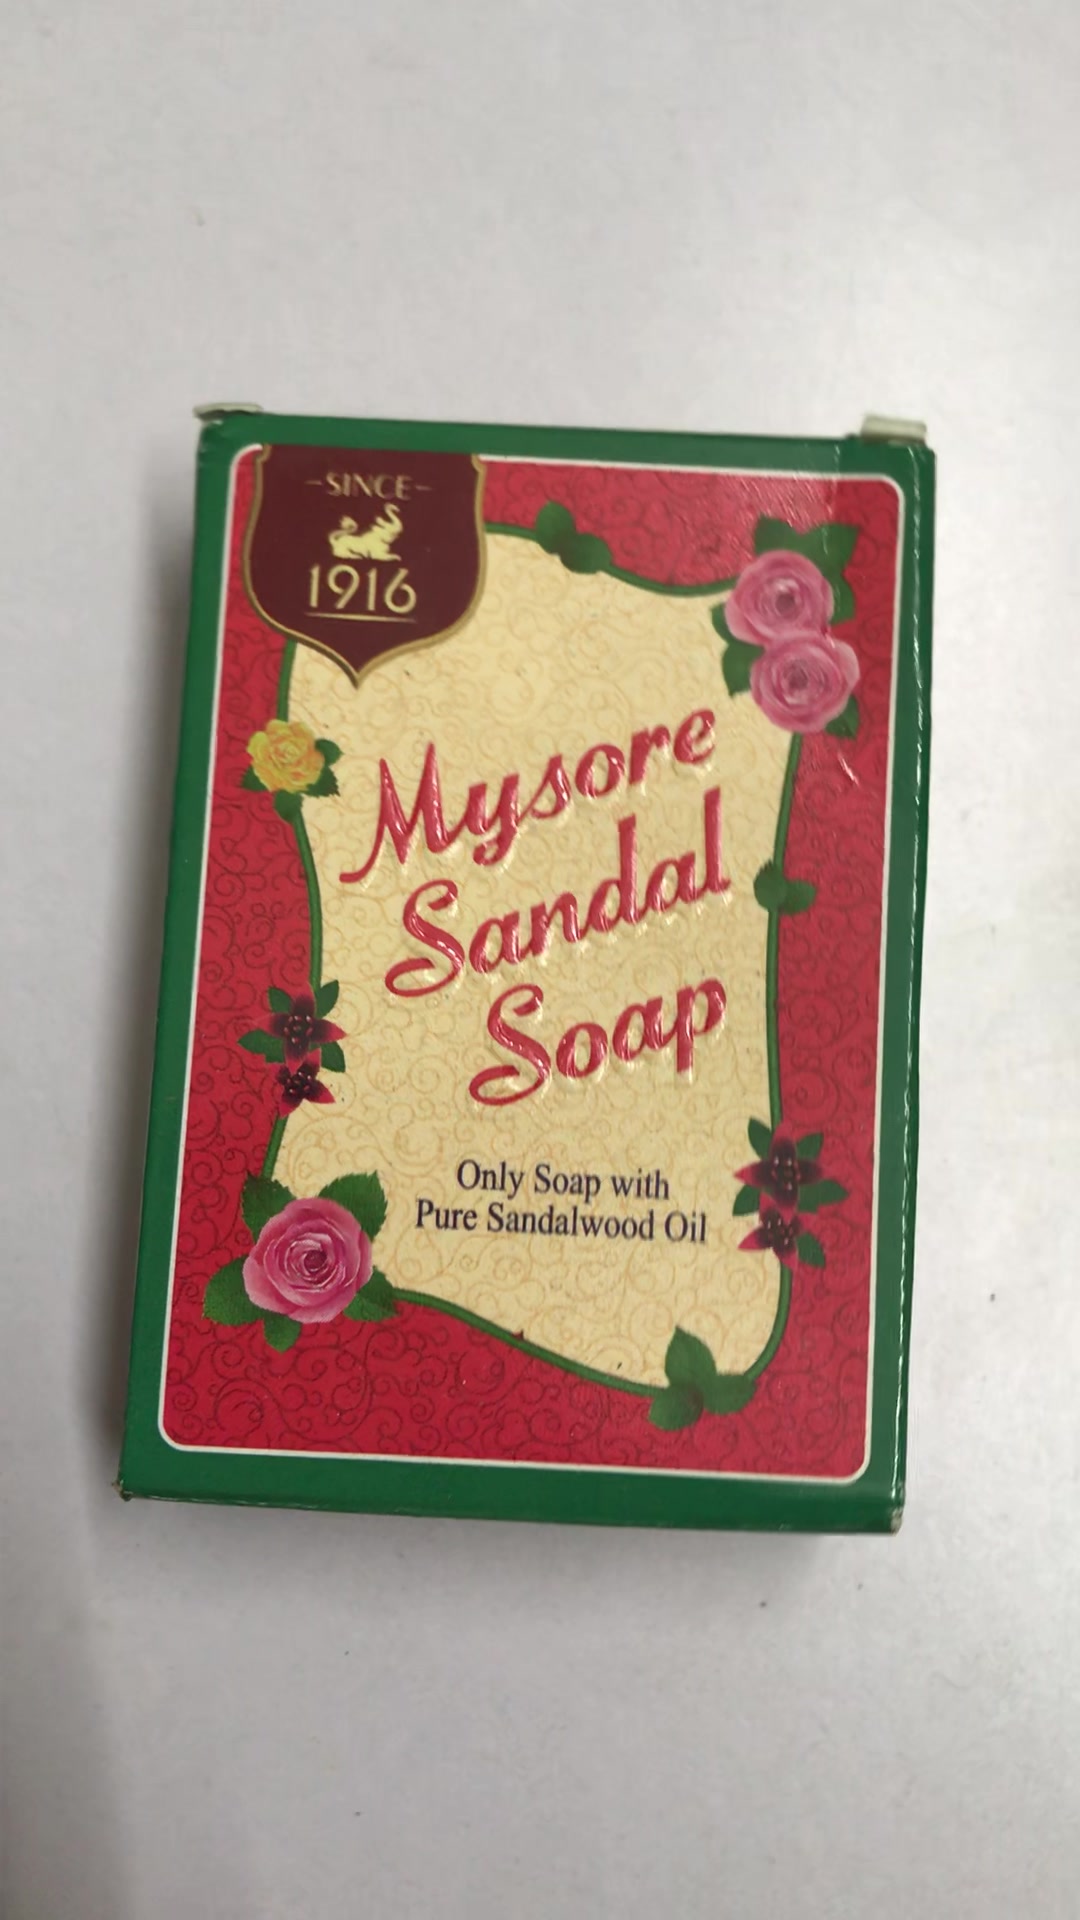 -SINCE-
1916
Mysore
Sandal
Soap
Only Soap with
Pure Sandalwood Oil